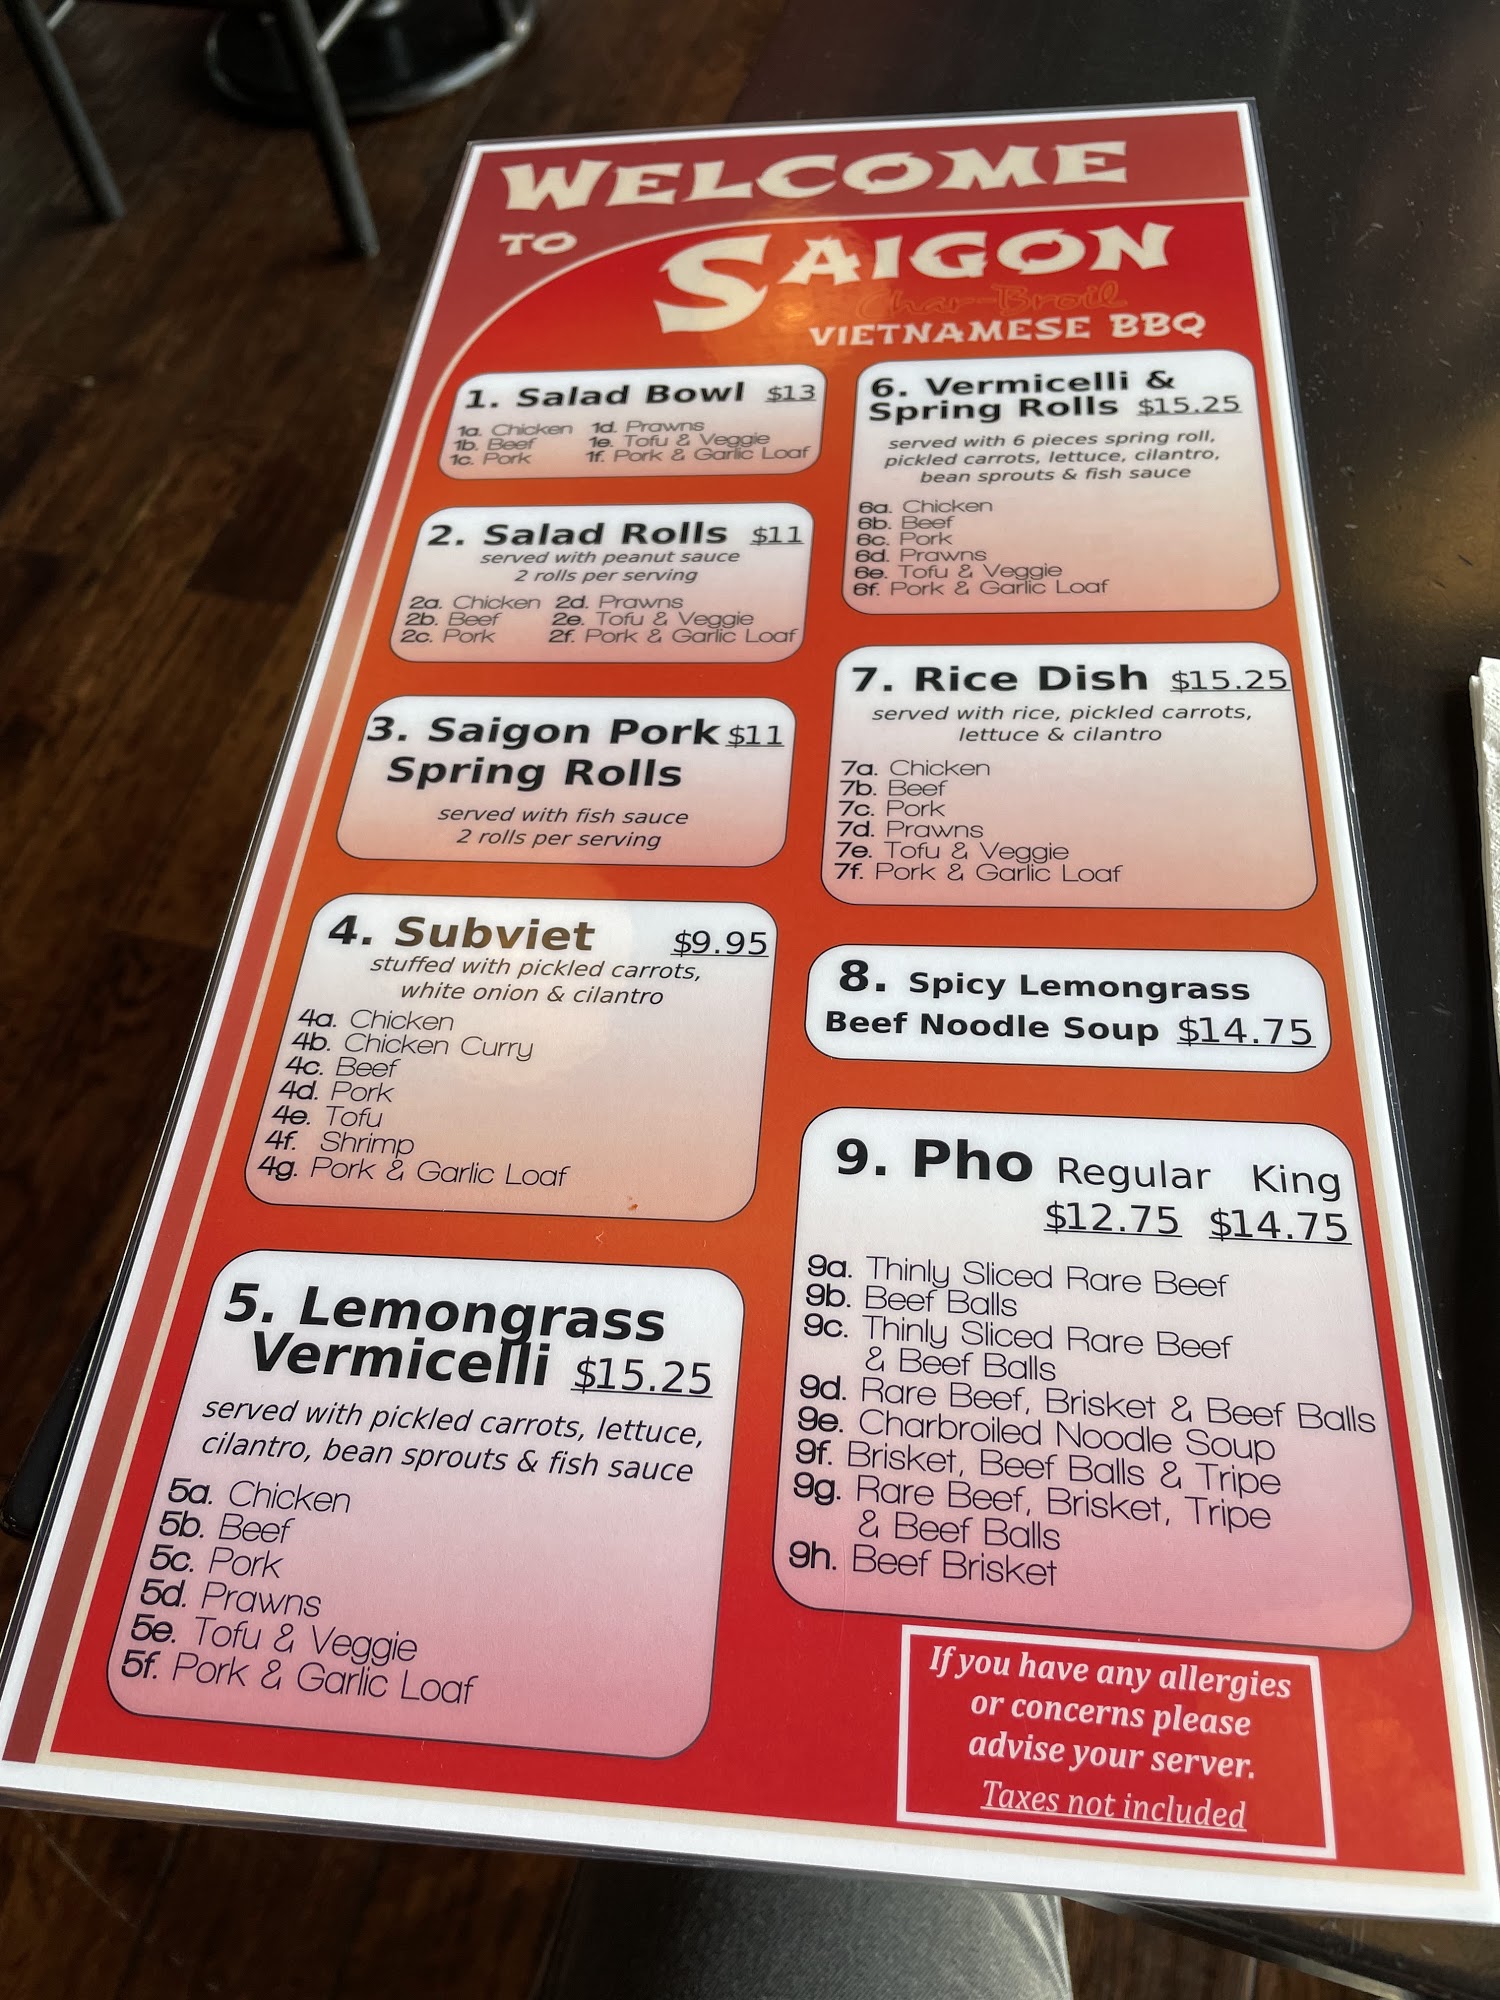 WELCOME
TO SAIGON
Char-Broil
VIETNAMESE BBQ
1. Salad Bowl $13
1a. Chicken 1d. Prawns
1b. Beef 1e. Tofu & Veggie
1c. Pork 1f. Pork & Garlic Loaf
2. Salad Rolls $11
served with peanut sauce
2 rolls per serving
2a. Chicken 2d. Prawns
2b. Beef 2e. Tofu & Veggie
2c. Pork 2f. Pork & Garlic Loaf
3. Saigon Pork $11
Spring Rolls
served with fish sauce
2 rolls per serving
4. Subviet $9.95
stuffed with pickled carrots,
white onion & cilantro
4a. Chicken
4b. Chicken Curry
4c. Beef
4d. Pork
4e. Tofu
4f. Shrimp
4g. Pork & Garlic Loaf
5. Lemongrass
Vermicelli $15.25
served with pickled carrots, lettuce,
cilantro, bean sprouts & fish sauce
5a. Chicken
5b. Beef
5c. Pork
5d. Prawns
5e. Tofu & Veggie
5f. Pork & Garlic Loaf
6. Vermicelli &
Spring Rolls $15.25
served with 6 pieces spring roll,
pickled carrots, lettuce, cilantro,
bean sprouts & fish sauce
6a. Chicken
6b. Beef
6c. Pork
6d. Prawns
6e. Tofu & Veggie
6f. Pork & Garlic Loaf
7. Rice Dish $15.25
served with rice, pickled carrots,
lettuce & cilantro
7a. Chicken
7b. Beef
7c. Pork
7d. Prawns
7e. Tofu & Veggie
7f. Pork & Garlic Loaf
8. Spicy Lemongrass
Beef Noodle Soup $14.75
9. Pho Regular King
$12.75 $14.75
9a. Thinly Sliced Rare Beef
9b. Beef Balls
9c. Thinly Sliced Rare Beef
& Beef Balls
9d. Rare Beef, Brisket & Beef Balls
9e. Charbroiled Noodle Soup
9f. Brisket, Beef Balls & Tripe
9g. Rare Beef, Brisket, Tripe
& Beef Balls
9h. Beef Brisket
If you have any allergies
or concerns please
advise your server.
Taxes not included